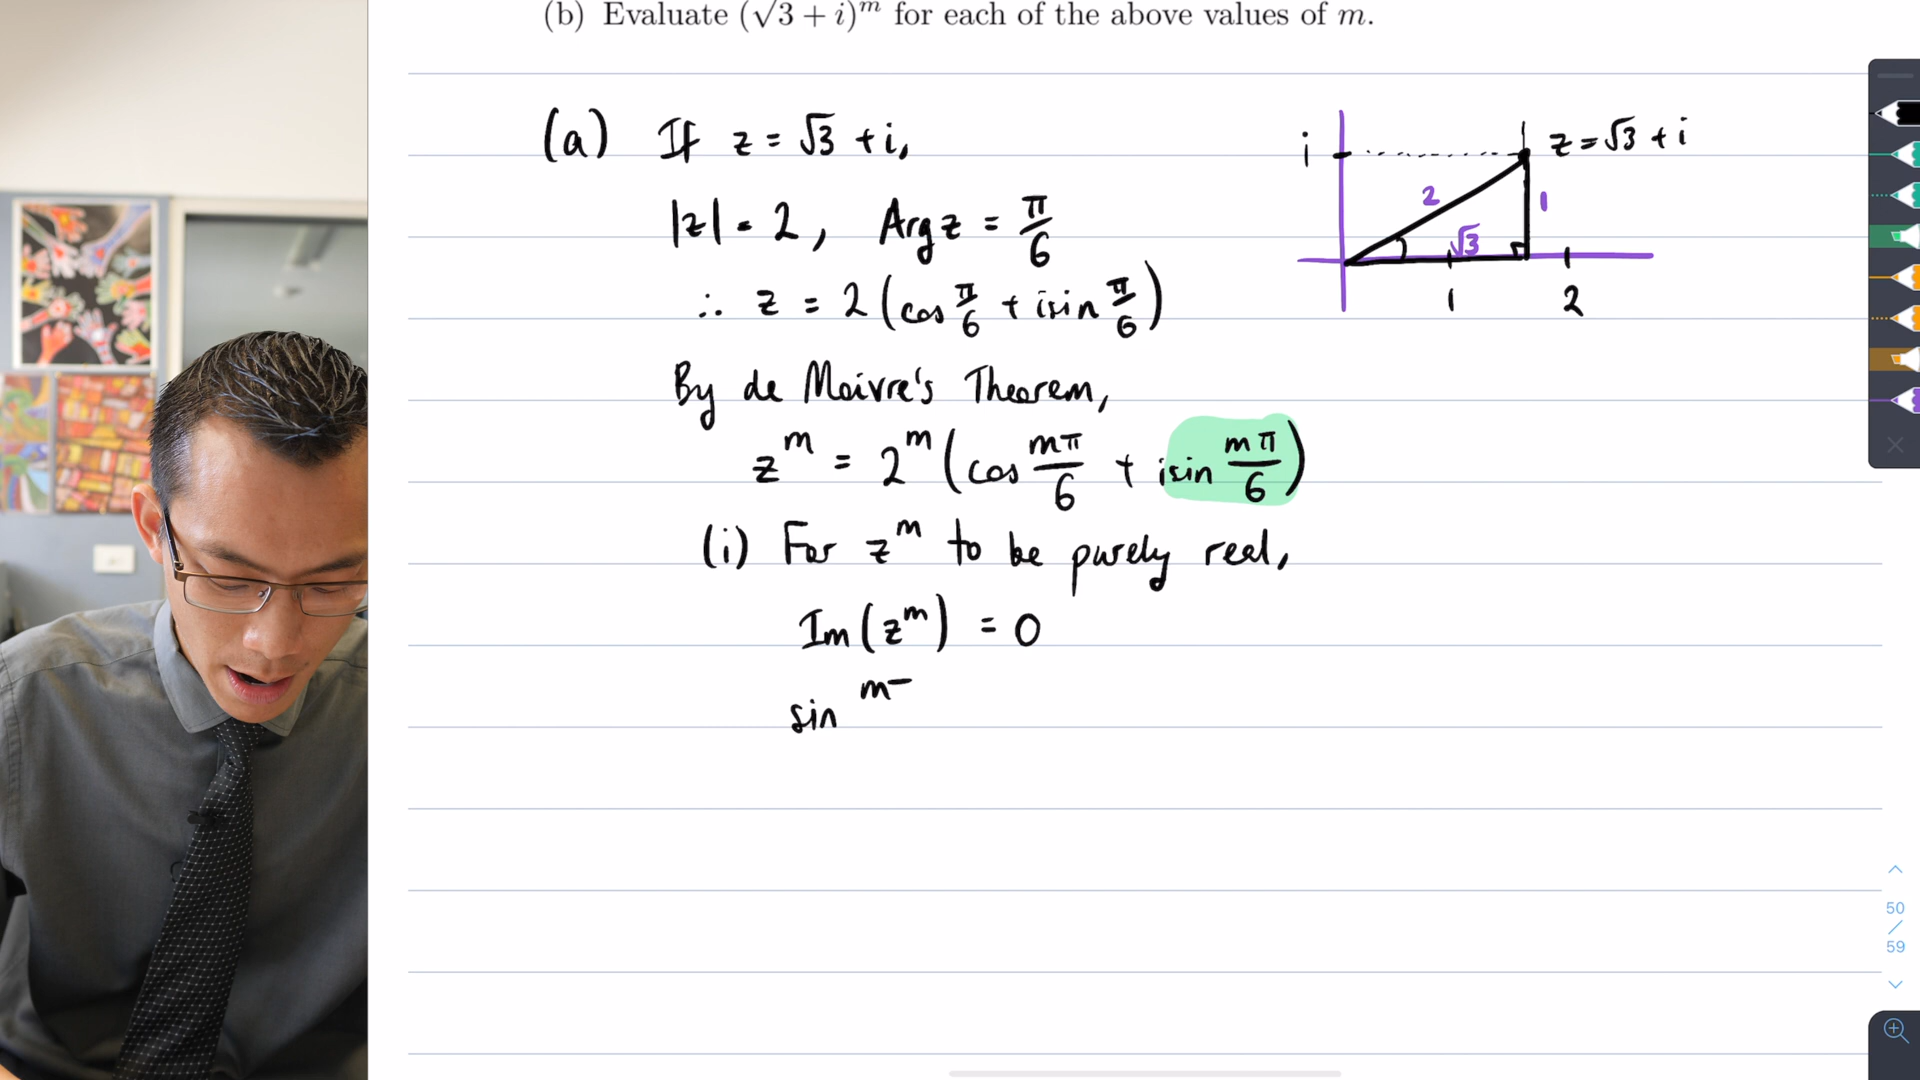 (b) Evaluate (√3 + i)^m for each of the above values of m.
(a) If z = √3 + i,
|z| = 2, Arg z = π/6
∴ z = 2 (cos π/6 + i sin π/6)
By de Moivre's Theorem,
z^m = 2^m (cos mπ/6 + i sin mπ/6)
(i) For z^m to be purely real,
Im(z^m) = 0
sin m
i
z = √3 + i
2
1
√3
1
2
50
/
59